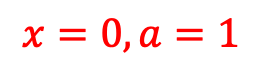 x = 0, a = 1